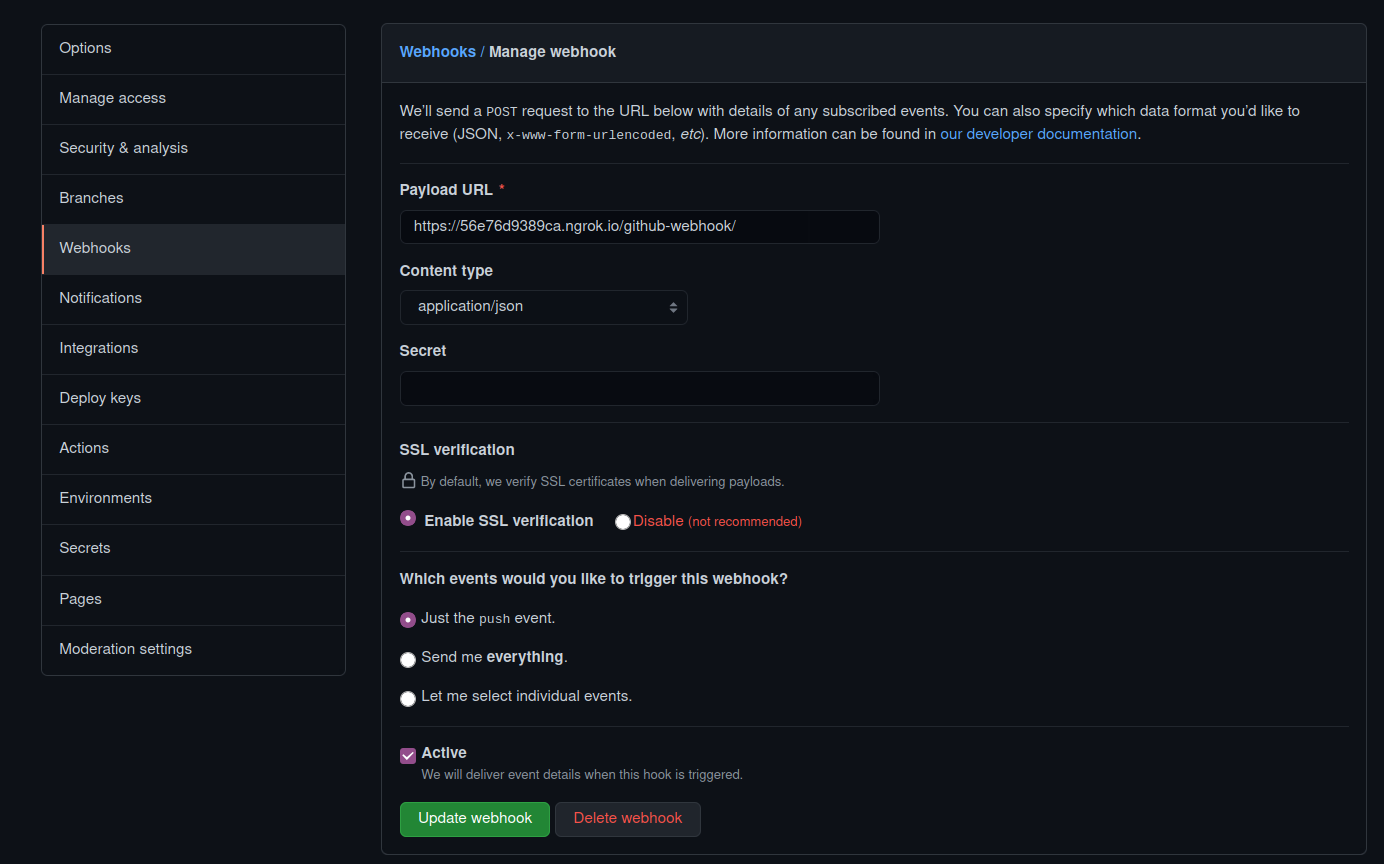 Options
Manage access
Security & analysis
Branches
Webhooks
Notifications
Integrations
Deploy keys
Actions
Environments
Secrets
Pages
Moderation settings
Webhooks / Manage webhook
We’ll send a POST request to the URL below with details of any subscribed events. You can also specify which data format you’d like to
receive (JSON, x-www-form-urlencoded, etc). More information can be found in our developer documentation.
Payload URL *
https://56e76d9389ca.ngrok.io/github-webhook/
Content type
application/json
Secret
SSL verification
By default, we verify SSL certificates when delivering payloads.
Enable SSL verification Disable (not recommended)
Which events would you like to trigger this webhook?
Just the push event.
Send me everything.
Let me select individual events.
Active
We will deliver event details when this hook is triggered.
Update webhook Delete webhook